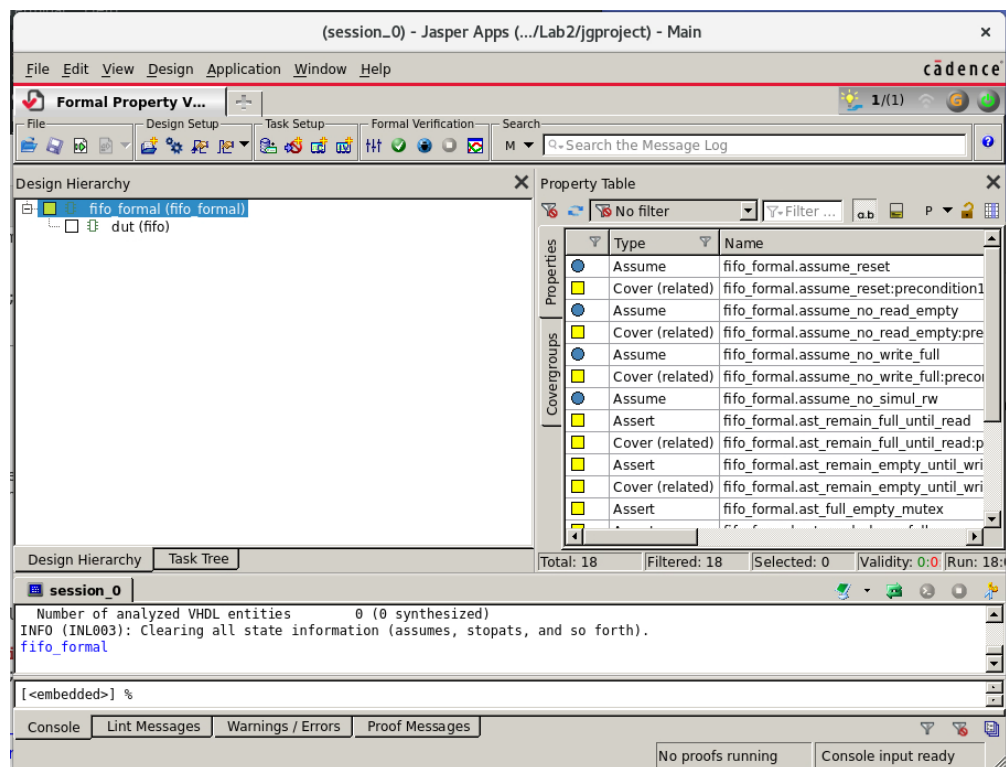 (session_0) - Jasper Apps (.../Lab2/jgproject) - Main
File Edit View Design Application Window Help
cādence
Formal Property V...
1/(1)
File Design Setup Task Setup Formal Verification Search
M Search the Message Log
Design Hierarchy
fifo_formal (fifo_formal)
dut (fifo)
Property Table
No filter Filter ... a.b P
Properties
Covergroups
Type Name
Assume fifo_formal.assume_reset
Cover (related) fifo_formal.assume_reset:precondition1
Assume fifo_formal.assume_no_read_empty
Cover (related) fifo_formal.assume_no_read_empty:pre
Assume fifo_formal.assume_no_write_full
Cover (related) fifo_formal.assume_no_write_full:preco
Assume fifo_formal.assume_no_simul_rw
Assert fifo_formal.ast_remain_full_until_read
Cover (related) fifo_formal.ast_remain_full_until_read:p
Assert fifo_formal.ast_remain_empty_until_wri
Cover (related) fifo_formal.ast_remain_empty_until_wri
Assert fifo_formal.ast_full_empty_mutex
Design Hierarchy Task Tree
Total: 18 Filtered: 18 Selected: 0 Validity: 0:0 Run: 18:
session_0
Number of analyzed VHDL entities 0 (0 synthesized)
INFO (INL003): Clearing all state information (assumes, stopats, and so forth).
fifo_formal
[<embedded>] %
Console Lint Messages Warnings / Errors Proof Messages
No proofs running Console input ready